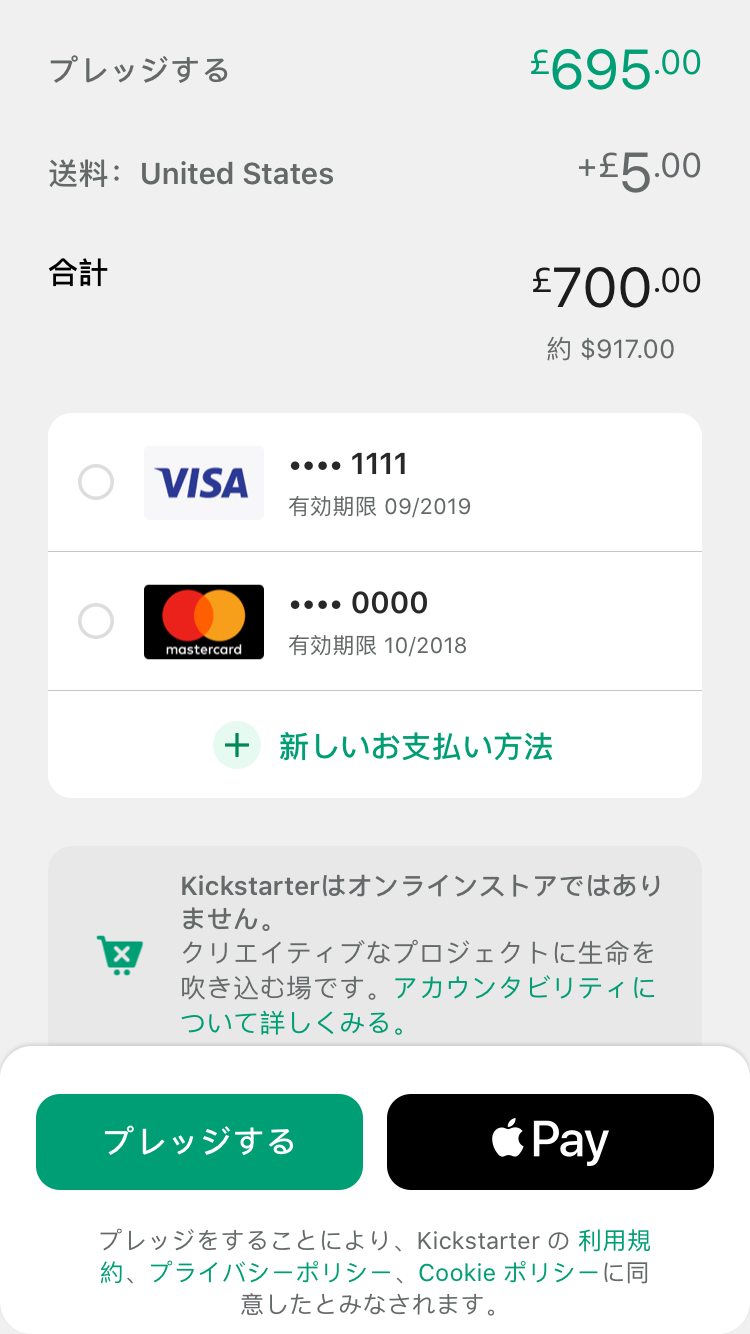 プレッジする £695.00
送料： United States +£5.00
合計 £700.00
約 $917.00
VISA •••• 1111
有効期限 09/2019
•••• 0000
mastercard 有効期限 10/2018
+ 新しいお支払い方法
Kickstarterはオンラインストアではあり
ません。
クリエイティブなプロジェクトに生命を
吹き込む場です。アカウンタビリティに
ついて詳しくみる。
プレッジする Pay
プレッジをすることにより、Kickstarter の 利用規
約、プライバシーポリシー、Cookie ポリシーに同
意したとみなされます。